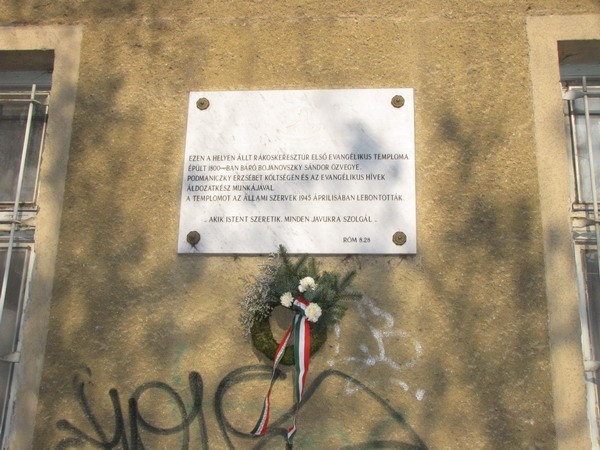 EZEN A HELYEN ÁLLT RÁKOSKERESZTÚR ELSŐ EVANGÉLIKUS TEMPLOMA
ÉPÜLT 1800-BAN BÁRÓ BOJANOVSZKY SÁNDOR ÖZVEGYE,
PODMANICZKY ERZSÉBET KÖLTSÉGÉN ÉS AZ EVANGÉLIKUS HÍVEK
ÁLDOZATKÉSZ MUNKÁJÁVAL.
A TEMPLOMOT AZ ÁLLAMI SZERVEK 1945 ÁPRILISÁBAN LEBONTOTTÁK
„AKIK ISTENT SZERETIK, MINDEN JAVUKRA SZOLGÁL„
RÓM 8,28